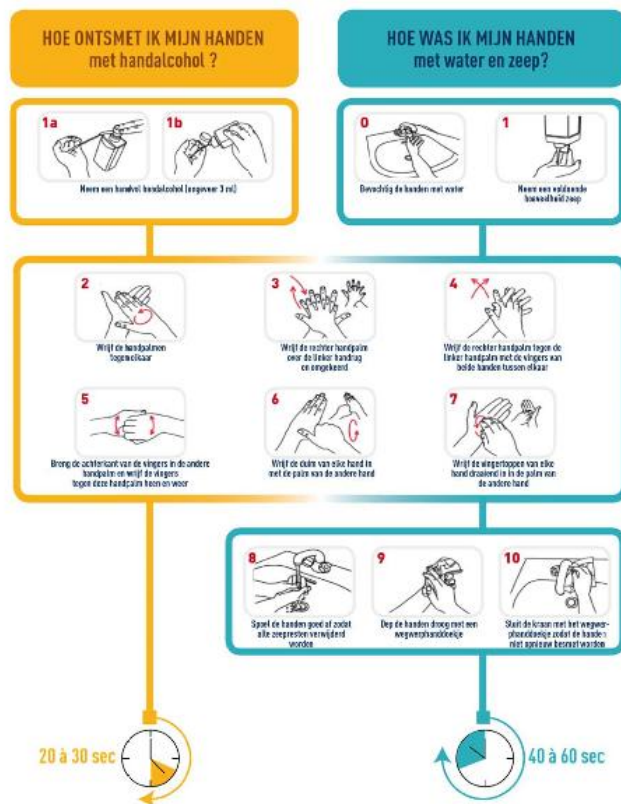 HOE ONTSMET IK MIJN HANDEN
met handalcohol ?
HOE WAS IK MIJN HANDEN
met water en zeep?
1a
1b
Neem een handvol handalcohol (ongeveer 3 ml)
0
Bevochtig de handen met water
1
Neem een voldoende
hoeveelheid zeep
2
Wrijf de handpalmen
tegen elkaar
3
Wrijf de rechter handpalm
over de linker handrug
en omgekeerd
4
Wrijf de rechter handpalm tegen de
linker handpalm met de vingers van
beide handen tussen elkaar
5
Breng de achterkant van de vingers in de andere
handpalm en wrijf de vingers
tegen deze handpalm heen en weer
6
Wrijf de duim van elke hand in
met de palm van de andere hand
7
Wrijf de vingertoppen van elke
hand draaiend in in de palm van
de andere hand
8
Spoel de handen goed af zodat
alle zeepresten verwijderd
worden
9
Dep de handen droog met een
wegwerphanddoekje
10
Sluit de kraan met het wegwer-
phanddoekje zodat de handen
niet opnieuw besmet worden
20 à 30 sec
40 à 60 sec